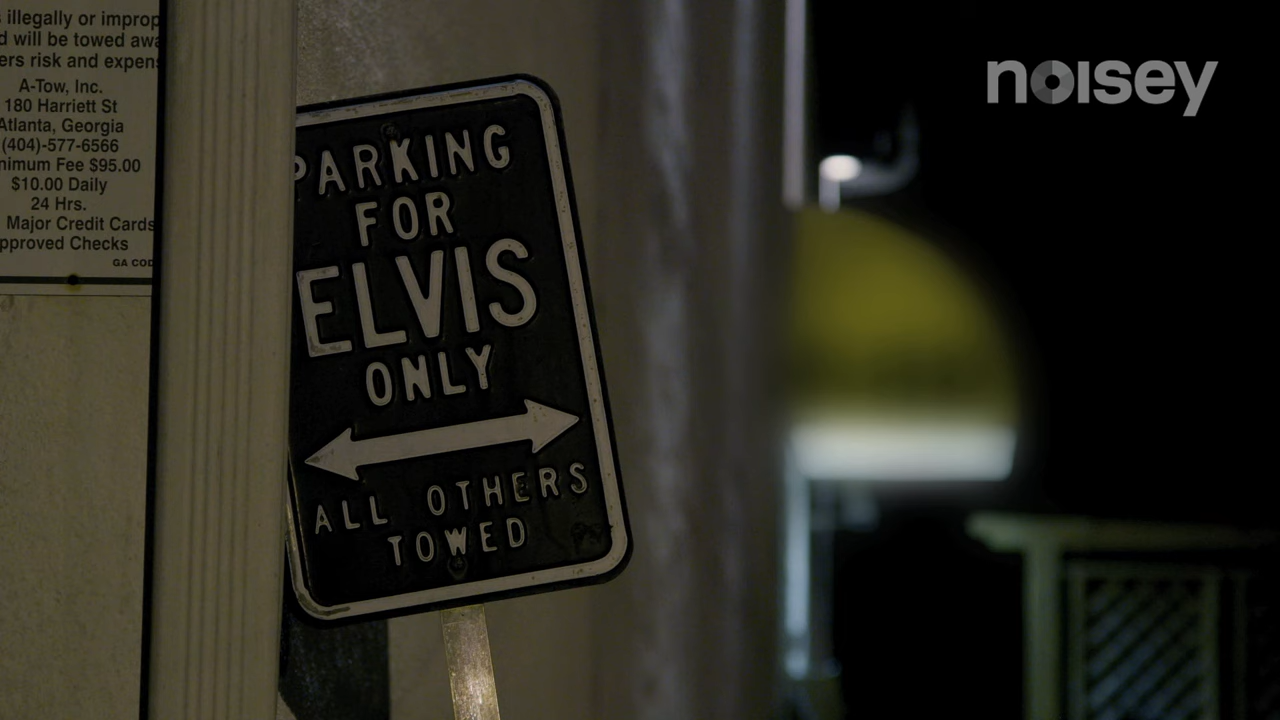 illegally or improp
will be towed awa
ers risk and expens
A-Tow, Inc.
180 Harriett St
Atlanta, Georgia
(404)-577-6566
nimum Fee $95.00
$10.00 Daily
24 Hrs.
Major Credit Cards
pproved Checks
GA COD
PARKING
FOR
ELVIS
ONLY
ALL OTHERS
TOWED
noisey